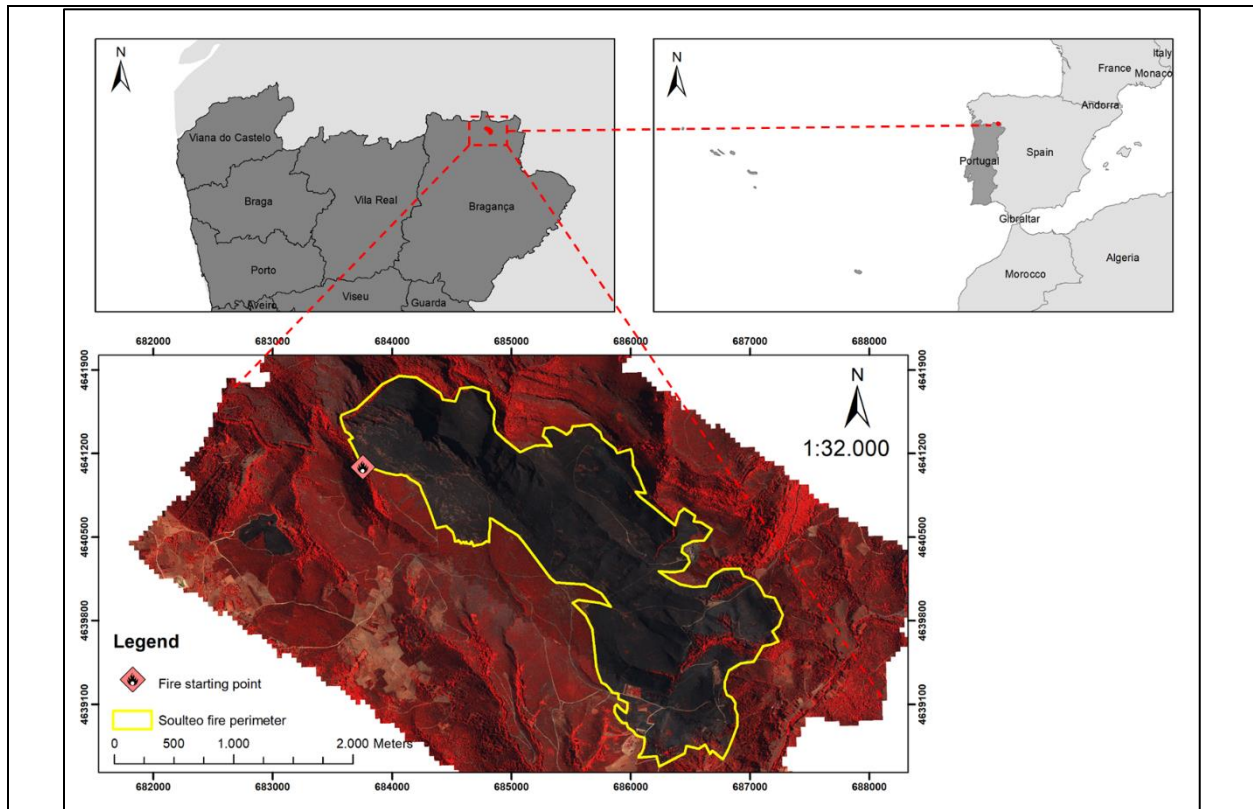 N
Viana do Castelo
Braga
Vila Real
Bragança
Porto
Aveiro
Viseu
Guarda
N
Italy
France
Monaco
Andorra
Portugal
Spain
Gibraltar
Algeria
Morocco
682000 683000 684000 685000 686000 687000 688000
4641900
4641200
4640500
4639800
4639100
N
1:32.000
4641900
4641200
4640500
4639800
4639100
Legend
Fire starting point
Soulteo fire perimeter
0 500 1.000 2.000 Meters
682000 683000 684000 685000 686000 687000 688000